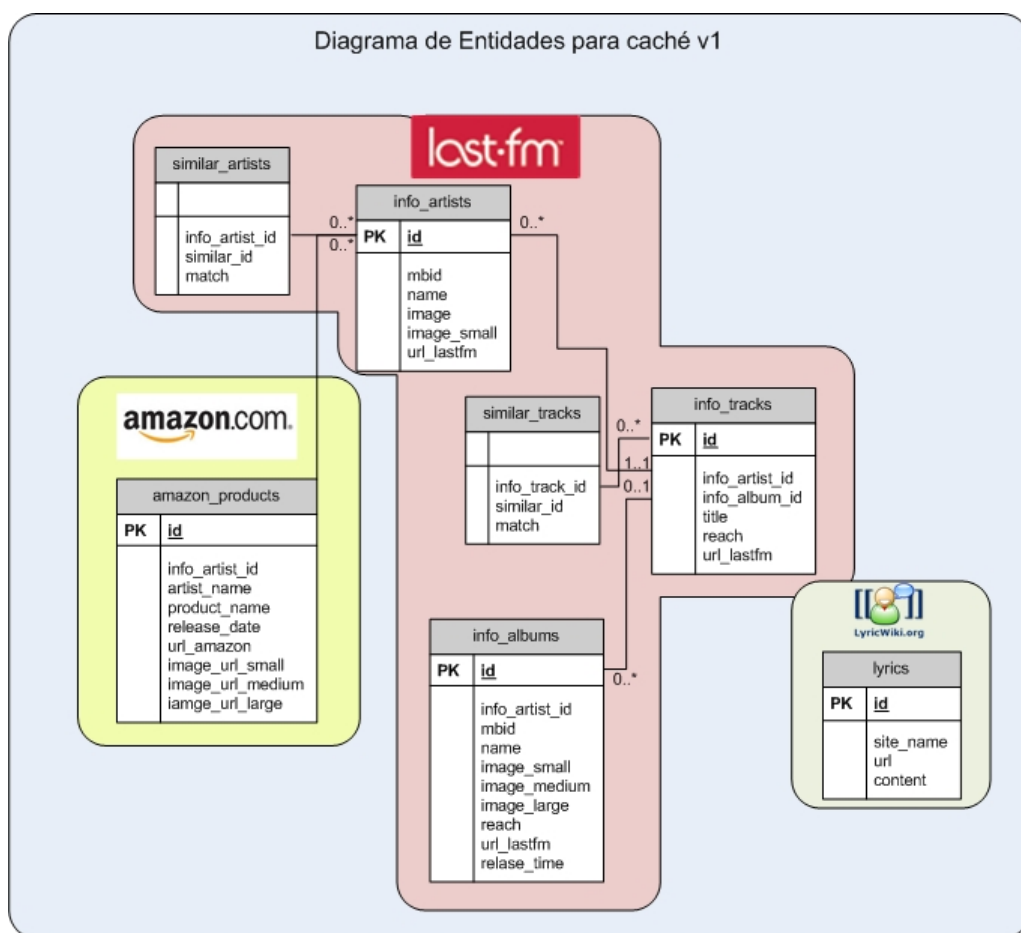 Diagrama de Entidades para caché v1
last·fm
similar_artists
info_artist_id
similar_id
match
info_artists
PK id
mbid
name
image
image_small
url_lastfm
0..*
0..*
0..*
amazon.com.
amazon_products
PK id
info_artist_id
artist_name
product_name
release_date
url_amazon
image_url_small
image_url_medium
iamge_url_large
similar_tracks
info_track_id
similar_id
match
0..*
1..1
0..1
info_tracks
PK id
info_artist_id
info_album_id
title
reach
url_lastfm
info_albums
PK id
info_artist_id
mbid
name
image_small
image_medium
image_large
reach
url_lastfm
relase_time
0..*
[[]]
LyricWiki.org
lyrics
PK id
site_name
url
content